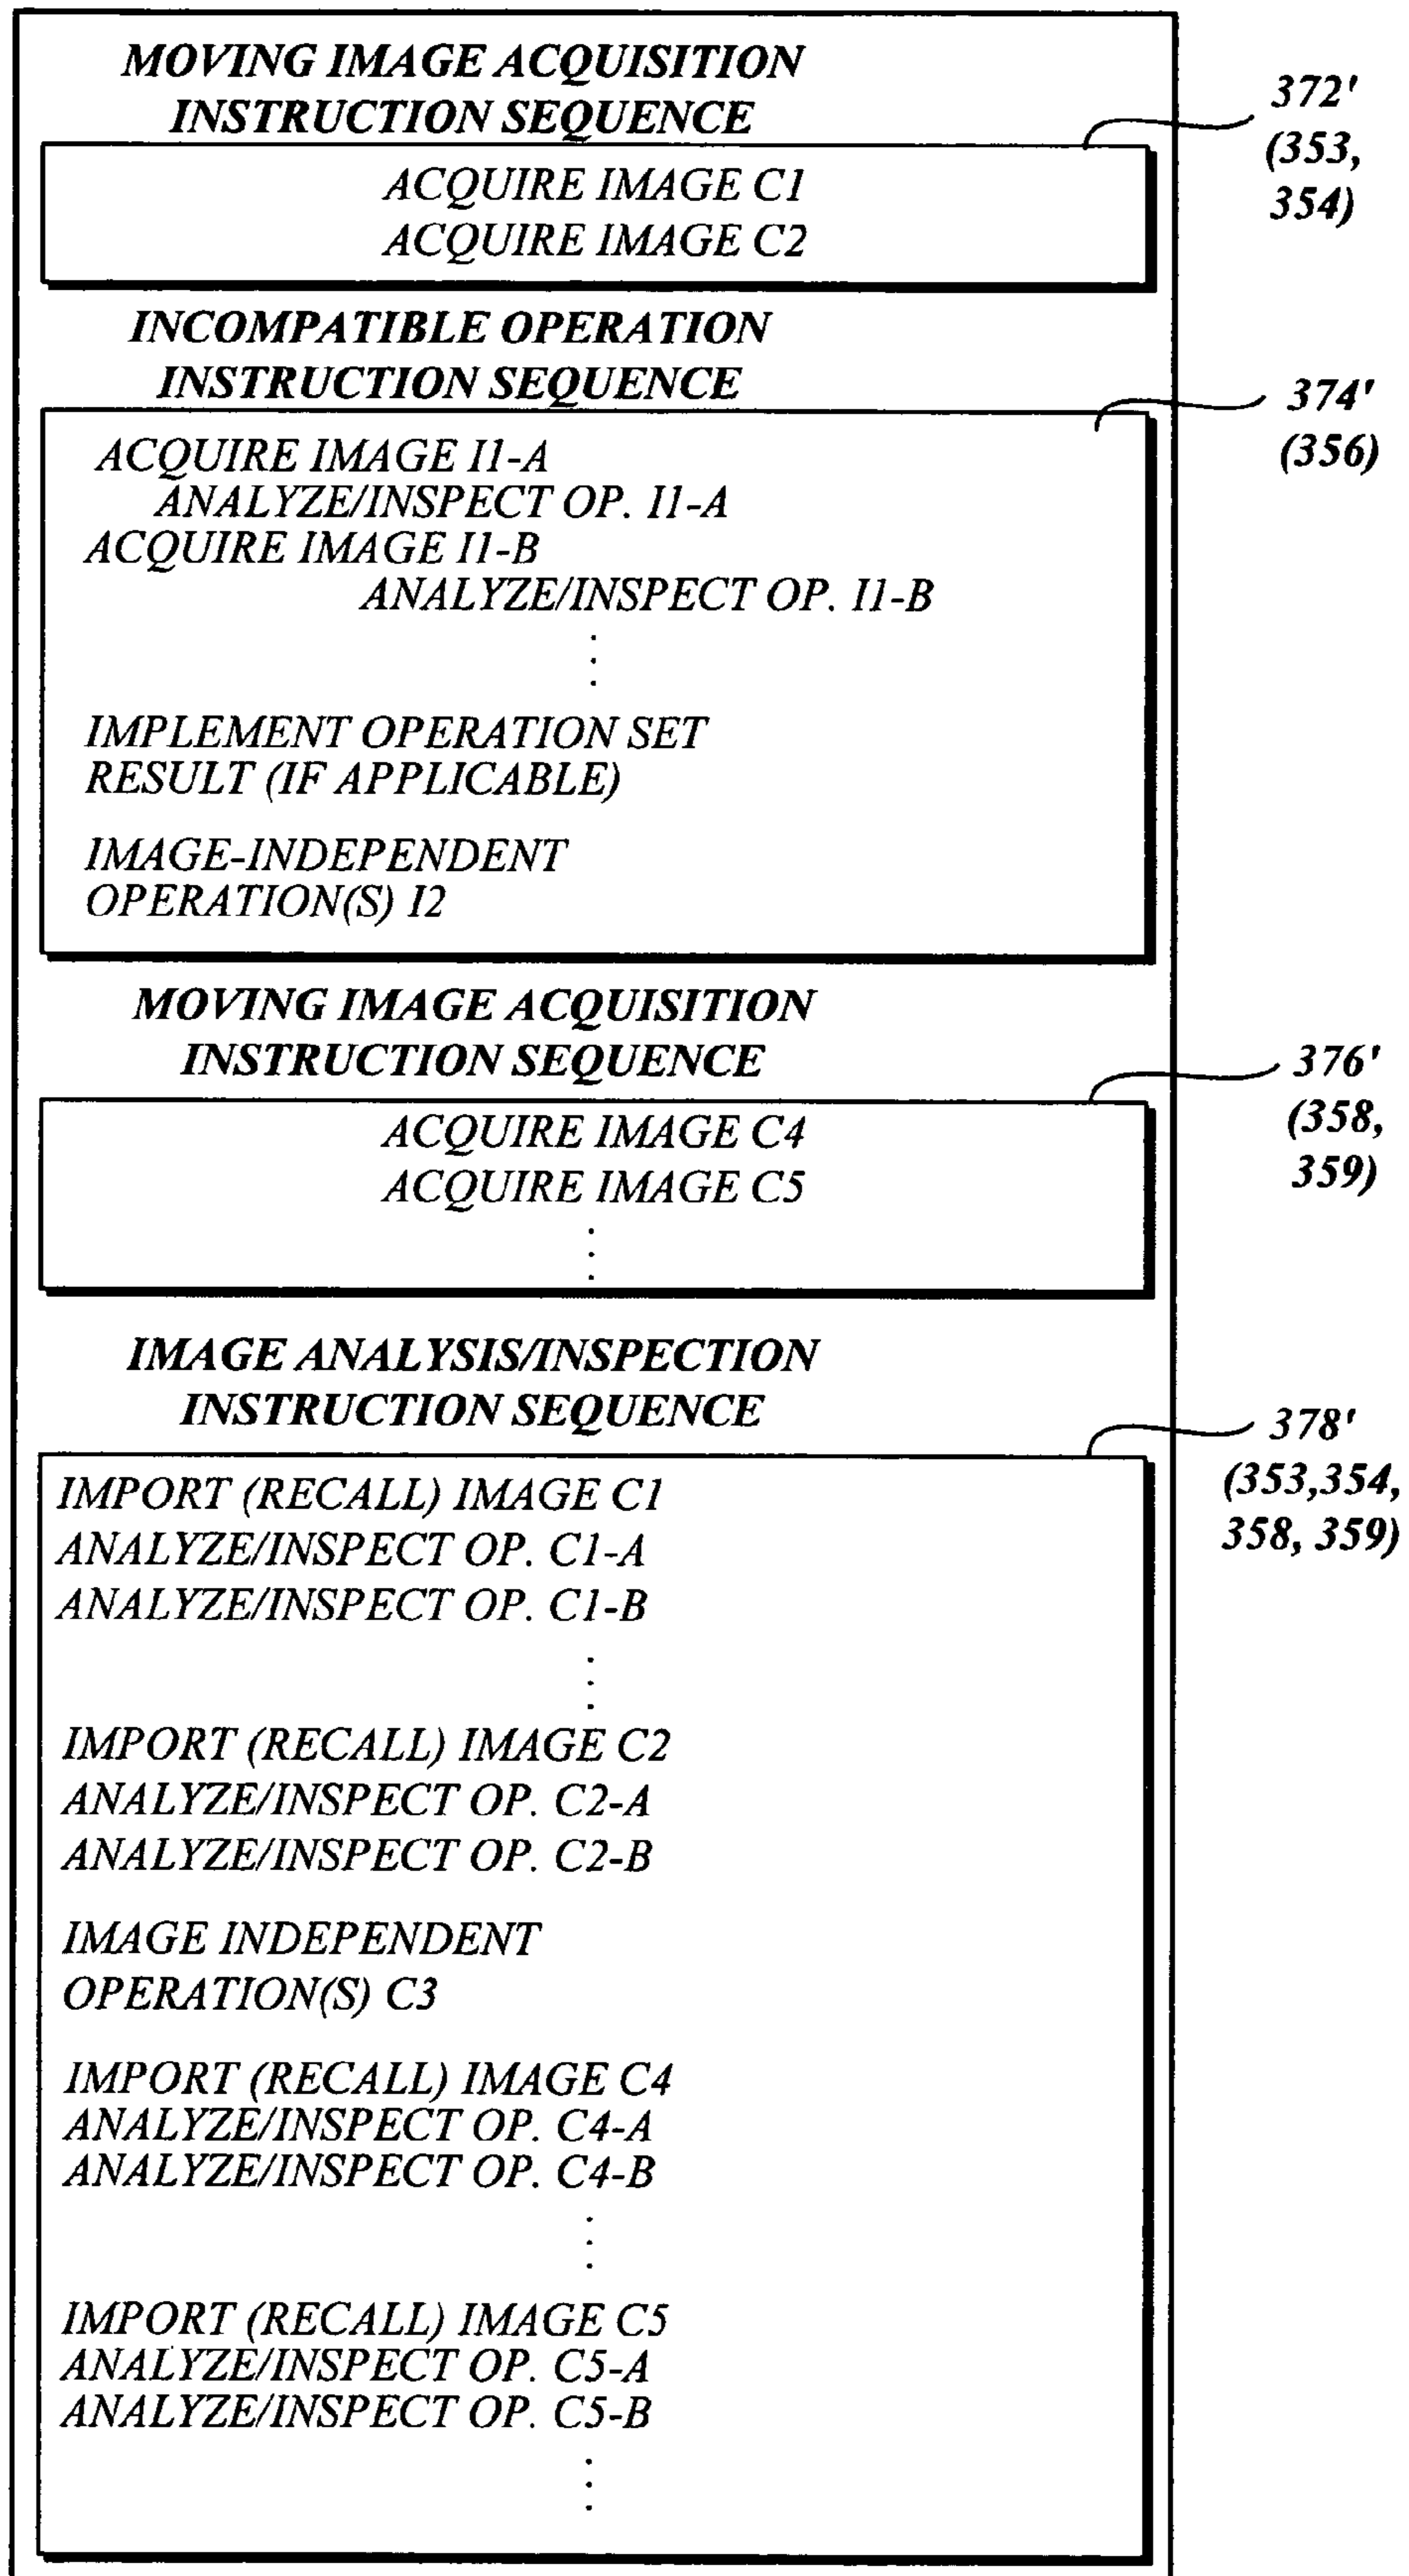 MOVING IMAGE ACQUISITION
INSTRUCTION SEQUENCE
372'
(353,
354)
ACQUIRE IMAGE C1
ACQUIRE IMAGE C2
INCOMPATIBLE OPERATION
INSTRUCTION SEQUENCE
374'
(356)
ACQUIRE IMAGE I1-A
ANALYZE/INSPECT OP. I1-A
ACQUIRE IMAGE I1-B
ANALYZE/INSPECT OP. I1-B
IMPLEMENT OPERATION SET
RESULT (IF APPLICABLE)
IMAGE-INDEPENDENT
OPERATION(S) I2
MOVING IMAGE ACQUISITION
INSTRUCTION SEQUENCE
376'
(358,
359)
ACQUIRE IMAGE C4
ACQUIRE IMAGE C5
IMAGE ANALYSIS/INSPECTION
INSTRUCTION SEQUENCE
378'
(353,354,
358, 359)
IMPORT (RECALL) IMAGE C1
ANALYZE/INSPECT OP. C1-A
ANALYZE/INSPECT OP. C1-B
IMPORT (RECALL) IMAGE C2
ANALYZE/INSPECT OP. C2-A
ANALYZE/INSPECT OP. C2-B
IMAGE INDEPENDENT
OPERATION(S) C3
IMPORT (RECALL) IMAGE C4
ANALYZE/INSPECT OP. C4-A
ANALYZE/INSPECT OP. C4-B
IMPORT (RECALL) IMAGE C5
ANALYZE/INSPECT OP. C5-A
ANALYZE/INSPECT OP. C5-B